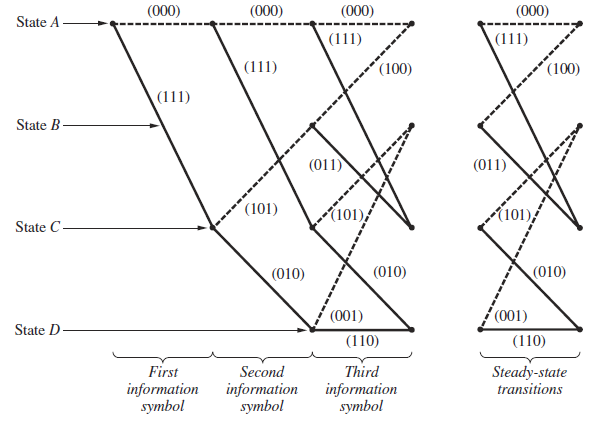 (000) (000) (000) (000)
State A
(111) (111)
(111) (100) (100)
(111)
State B
(011) (011)
(101) (101) (101)
State C
(010) (010) (010)
(001) (001)
State D
(110) (110)
First Second Third Steady-state
information information information transitions
symbol symbol symbol